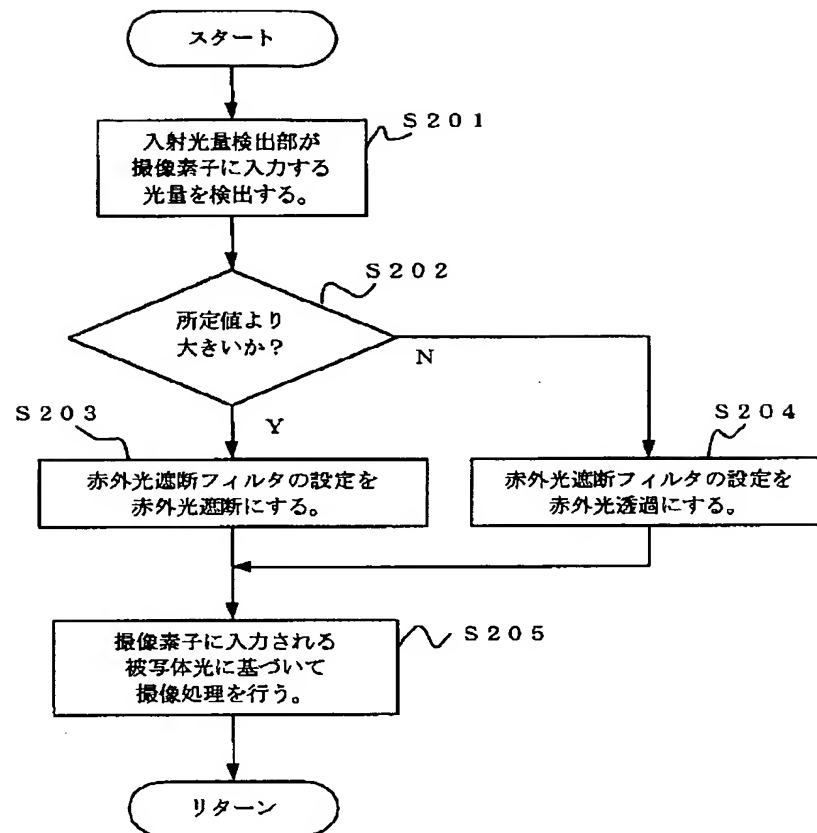 スタート
S201
入射光量検出部が
撮像素子に入力する
光量を検出する。
S202
所定値より
大きいか?
N
Y
S203
赤外光遮断フィルタの設定を
赤外光遮断にする。
S204
赤外光遮断フィルタの設定を
赤外光透過にする。
S205
撮像素子に入力される
被写体光に基づいて
撮像処理を行う。
リターン